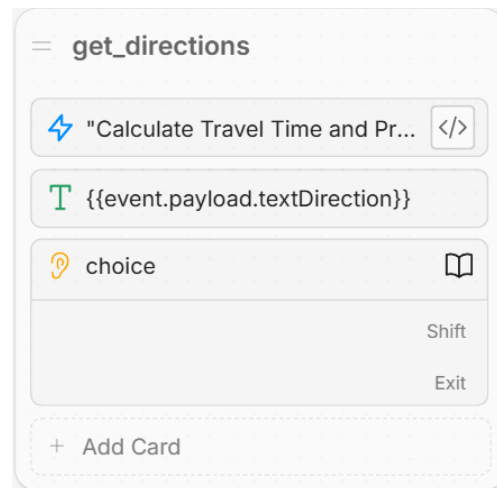 get_directions
"Calculate Travel Time and Pr... </>
{{event.payload.textDirection}}
choice
Shift
Exit
+ Add Card